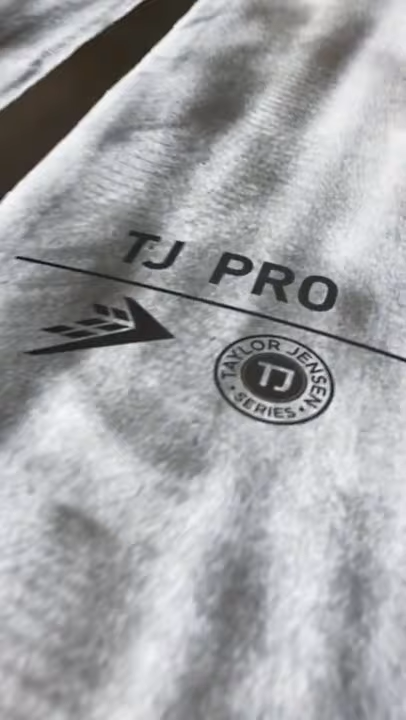 TJ PRO
TAYLOR JENSEN
TJ
• SERIES •